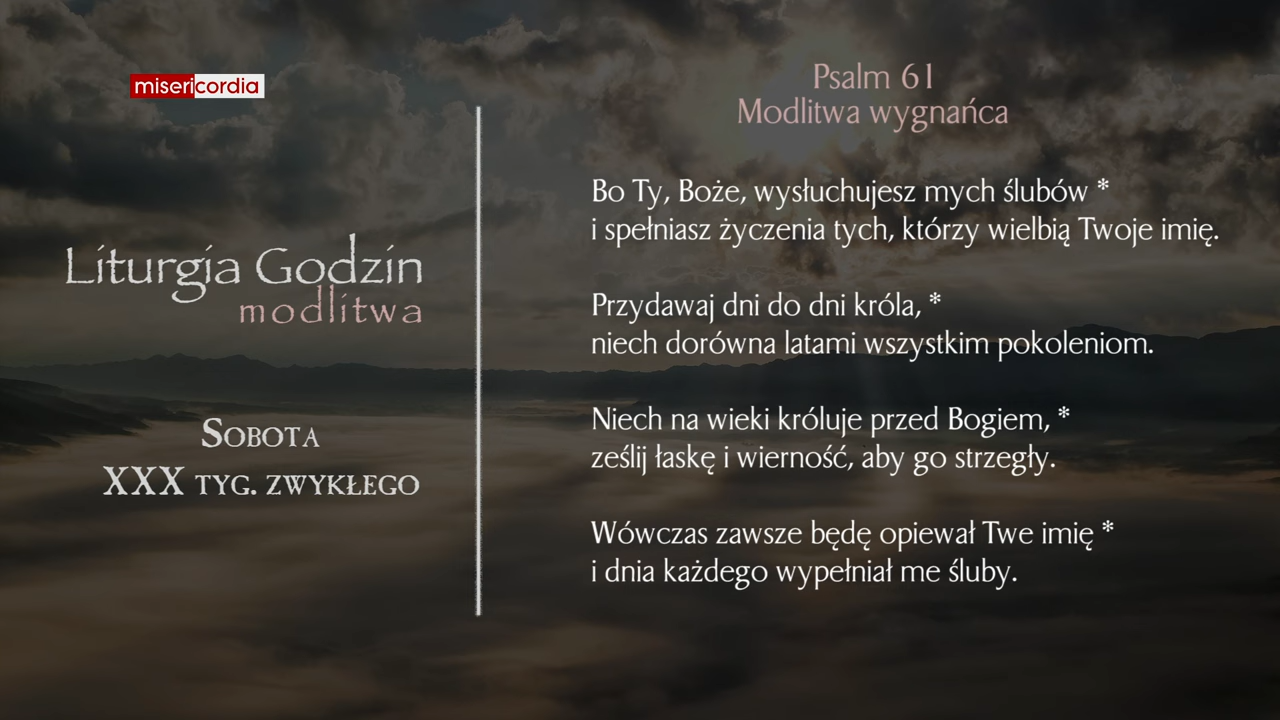 misericordia
Liturgia Godzin
modlitwa
Sobota
XXX tyg. zwykłego
Psalm 61
Modlitwa wygnańca
Bo Ty, Boże, wysłuchujesz mych ślubów *
i spełniasz życzenia tych, którzy wielbią Twoje imię.
Przydawaj dni do dni króla, *
niech dorówna latami wszystkim pokoleniom.
Niech na wieki króluje przed Bogiem, *
ześlij łaskę i wierność, aby go strzegły.
Wówczas zawsze będę opiewał Twe imię *
i dnia każdego wypełniał me śluby.